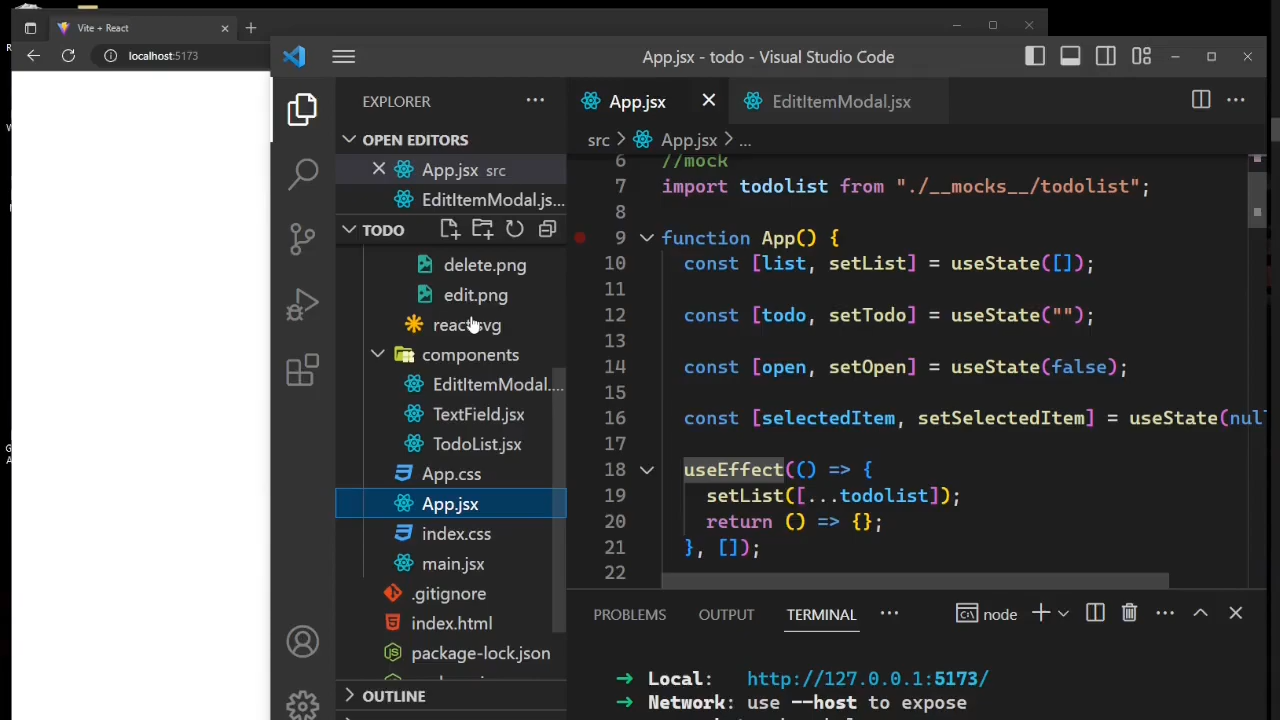 Vite + React
localhost:5173
App.jsx - todo - Visual Studio Code
EXPLORER
OPEN EDITORS
App.jsx src
EditItemModal.js...
TODO
delete.png
edit.png
react.svg
components
EditItemModal....
TextField.jsx
TodoList.jsx
App.css
App.jsx
index.css
main.jsx
.gitignore
index.html
package-lock.json
OUTLINE
App.jsx
EditItemModal.jsx
src > App.jsx > ...
6 //mock
7 import todolist from "./__mocks__/todolist";
8
9 function App() {
10 const [list, setList] = useState([]);
11
12 const [todo, setTodo] = useState("");
13
14 const [open, setOpen] = useState(false);
15
16 const [selectedItem, setSelectedItem] = useState(nul
17
18 useEffect(() => {
19 setList([...todolist]);
20 return () => {};
21 }, []);
22
PROBLEMS OUTPUT TERMINAL ... node
➜ Local: http://127.0.0.1:5173/
➜ Network: use --host to expose